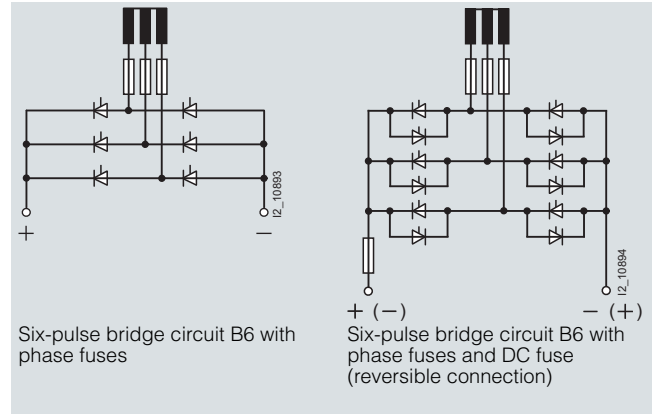 I2_10893
+ −
Six-pulse bridge circuit B6 with
phase fuses
I2_10894
+ (−) − (+)
Six-pulse bridge circuit B6 with
phase fuses and DC fuse
(reversible connection)